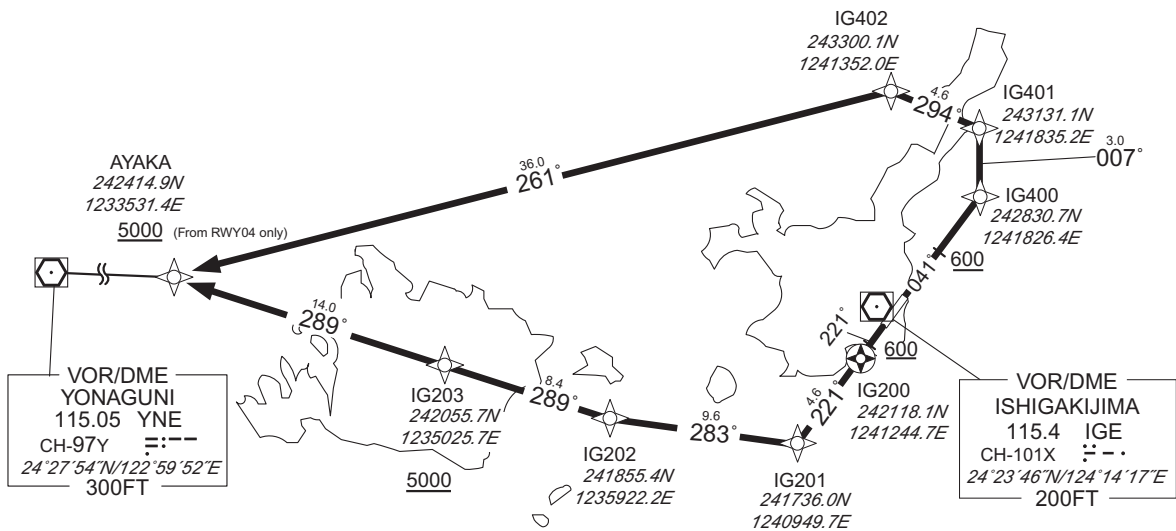 IG402
243300.1N
1241352.0E
4.6
294°
IG401
243131.1N
1241835.2E
3.0
007°
IG400
242830.7N
1241826.4E
36.0
261°
AYAKA
242414.9N
1233531.4E
5000 (From RWY04 only)
041°
600
221°
600
14.0
289°
IG203
242055.7N
1235025.7E
5000
8.4
289°
IG202
241855.4N
1235922.2E
9.6
283°
IG201
241736.0N
1240949.7E
4.6
221°
IG200
242118.1N
1241244.7E
VOR/DME
YONAGUNI
115.05 YNE
CH-97Y
24°27´54˝N/122°59´52˝E
300FT
VOR/DME
ISHIGAKIJIMA
115.4 IGE
CH-101X
24°23´46˝N/124°14´17˝E
200FT